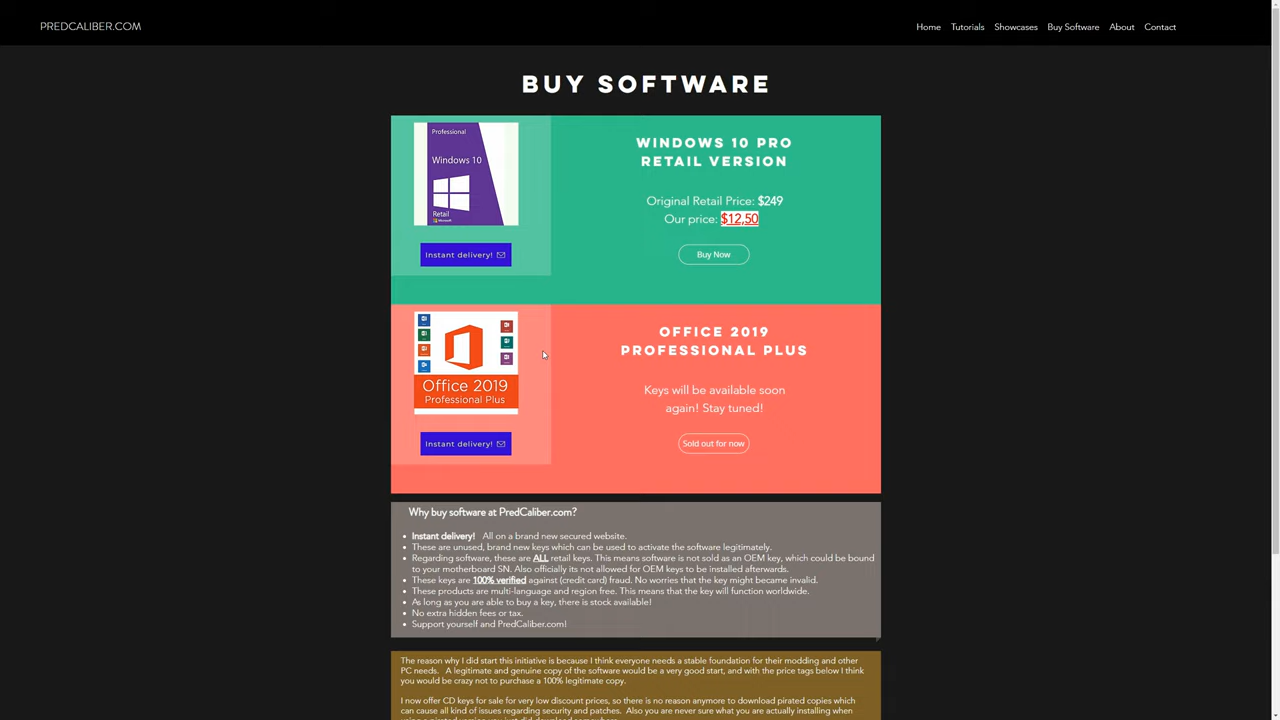 PREDCALIBER.COM
Home Tutorials Showcases Buy Software About Contact
BUY SOFTWARE
Professional
Windows 10
Retail
Microsoft
Instant delivery!
WINDOWS 10 PRO
RETAIL VERSION
Original Retail Price: $249
Our price: $12,50
Buy Now
Office 2019
Professional Plus
Instant delivery!
OFFICE 2019
PROFESSIONAL PLUS
Keys will be available soon
again! Stay tuned!
Sold out for now
Why buy software at PredCaliber.com?
Instant delivery! All on a brand new secured website.
These are unused, brand new keys which can be used to activate the software legitimately.
Regarding software, these are ALL retail keys. This means software is not sold as an OEM key, which could be bound
to your motherboard SN. Also officially its not allowed for OEM keys to be installed afterwards.
These keys are 100% verified against (credit card) fraud. No worries that the key might became invalid.
These products are multi-language and region free. This means that the key will function worldwide.
As long as you are able to buy a key, there is stock available!
No extra hidden fees or tax.
Support yourself and PredCaliber.com!
The reason why I did start this initiative is because I think everyone needs a stable foundation for their modding and other
PC needs. A legitimate and genuine copy of the software would be a very good start, and with the price tags below I think
you would be crazy not to purchase a 100% legitimate copy.
I now offer CD keys for sale for very low discount prices, so there is no reason anymore to download pirated copies which
can cause all kind of issues regarding security and patches. Also you are never sure what you are actually installing when